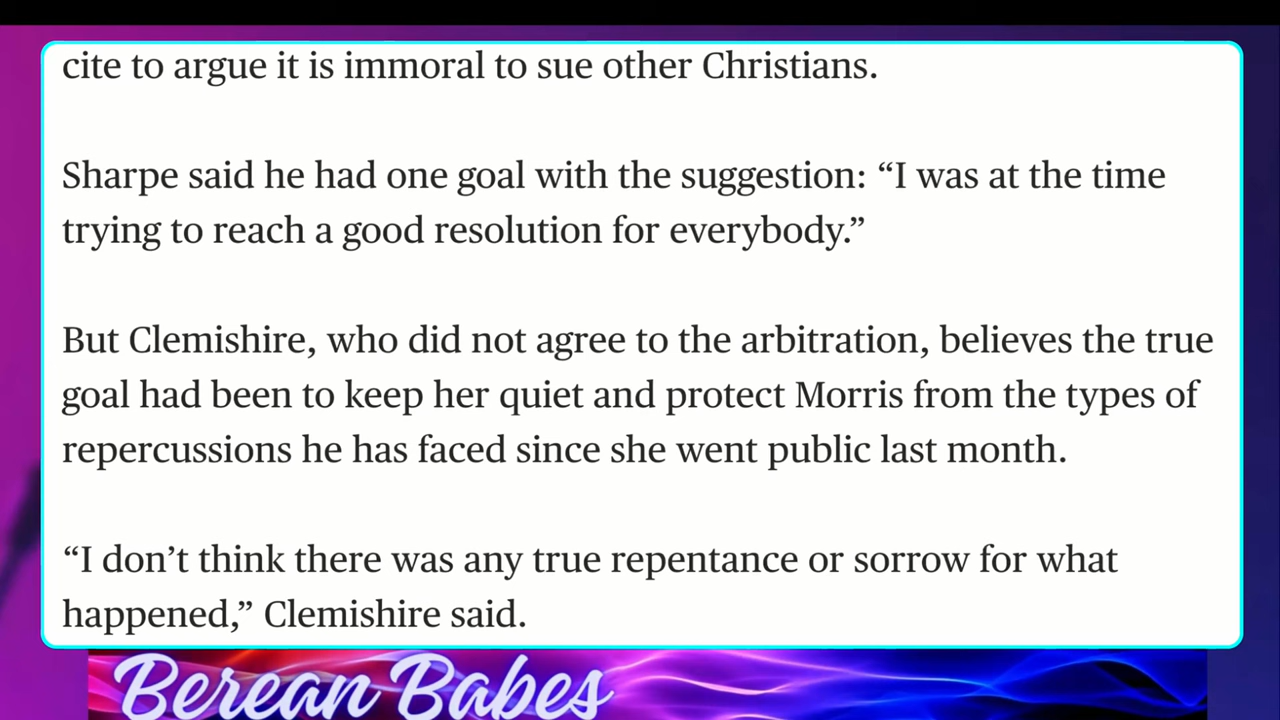 cite to argue it is immoral to sue other Christians.
Sharpe said he had one goal with the suggestion: “I was at the time
trying to reach a good resolution for everybody.”
But Clemishire, who did not agree to the arbitration, believes the true
goal had been to keep her quiet and protect Morris from the types of
repercussions he has faced since she went public last month.
“I don’t think there was any true repentance or sorrow for what
happened,” Clemishire said.
Berean Babes